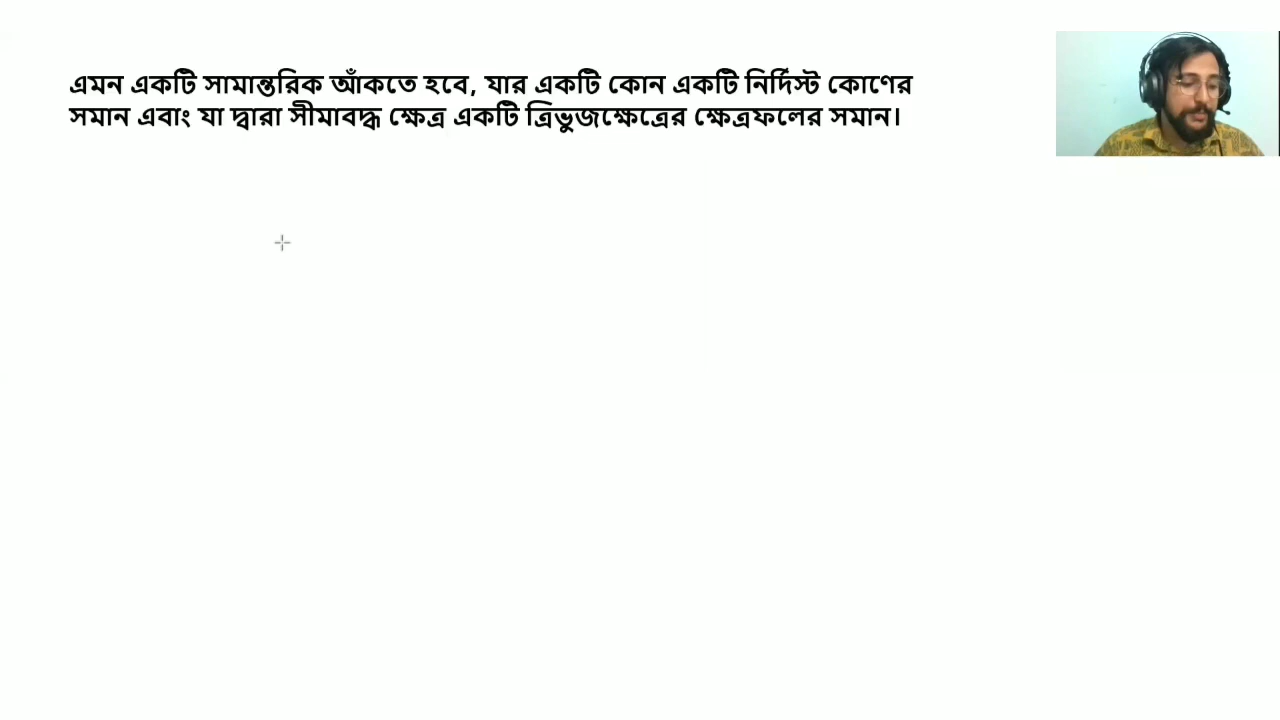 এমন একটি সামান্তরিক আঁকতে হবে, যার একটি কোন একটি নির্দিস্ট কোণের
সমান এবং যা দ্বারা সীমাবদ্ধ ক্ষেত্র একটি ত্রিভুজক্ষেত্রের ক্ষেত্রফলের সমান।